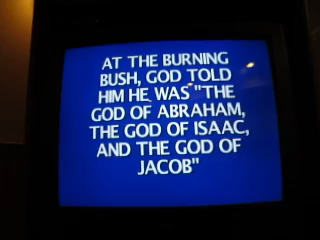 AT THE BURNING
BUSH, GOD TOLD
HIM HE WAS "THE
GOD OF ABRAHAM,
THE GOD OF ISAAC,
AND THE GOD OF
JACOB"